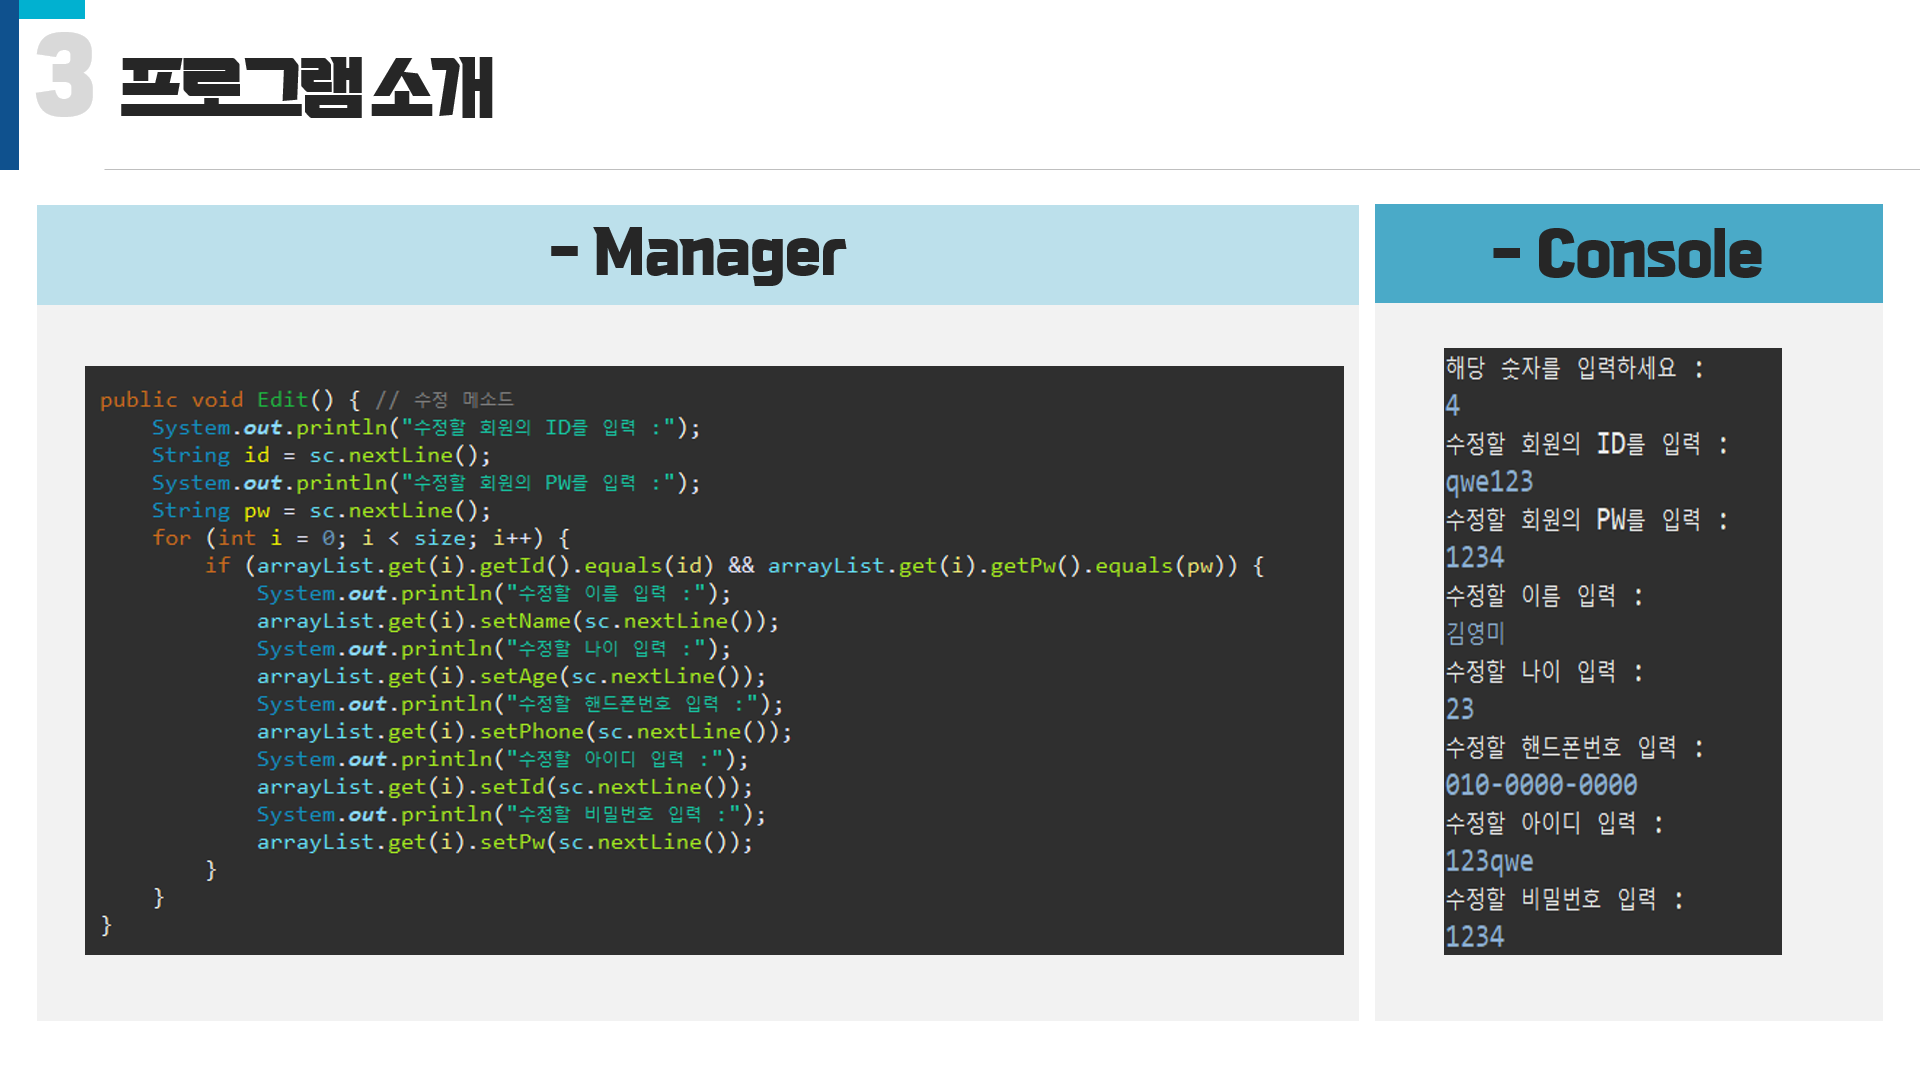 3 프로그램 소개
- Manager
public void Edit() { // 수정 메소드
System.out.println("수정할 회원의 ID를 입력 :");
String id = sc.nextLine();
System.out.println("수정할 회원의 PW를 입력 :");
String pw = sc.nextLine();
for (int i = 0; i < size; i++) {
if (arrayList.get(i).getId().equals(id) && arrayList.get(i).getPw().equals(pw)) {
System.out.println("수정할 이름 입력 :");
arrayList.get(i).setName(sc.nextLine());
System.out.println("수정할 나이 입력 :");
arrayList.get(i).setAge(sc.nextLine());
System.out.println("수정할 핸드폰번호 입력 :");
arrayList.get(i).setPhone(sc.nextLine());
System.out.println("수정할 아이디 입력 :");
arrayList.get(i).setId(sc.nextLine());
System.out.println("수정할 비밀번호 입력 :");
arrayList.get(i).setPw(sc.nextLine());
}
}
}
- Console
해당 숫자를 입력하세요 :
4
수정할 회원의 ID를 입력 :
qwe123
수정할 회원의 PW를 입력 :
1234
수정할 이름 입력 :
김영미
수정할 나이 입력 :
23
수정할 핸드폰번호 입력 :
010-0000-0000
수정할 아이디 입력 :
123qwe
수정할 비밀번호 입력 :
1234